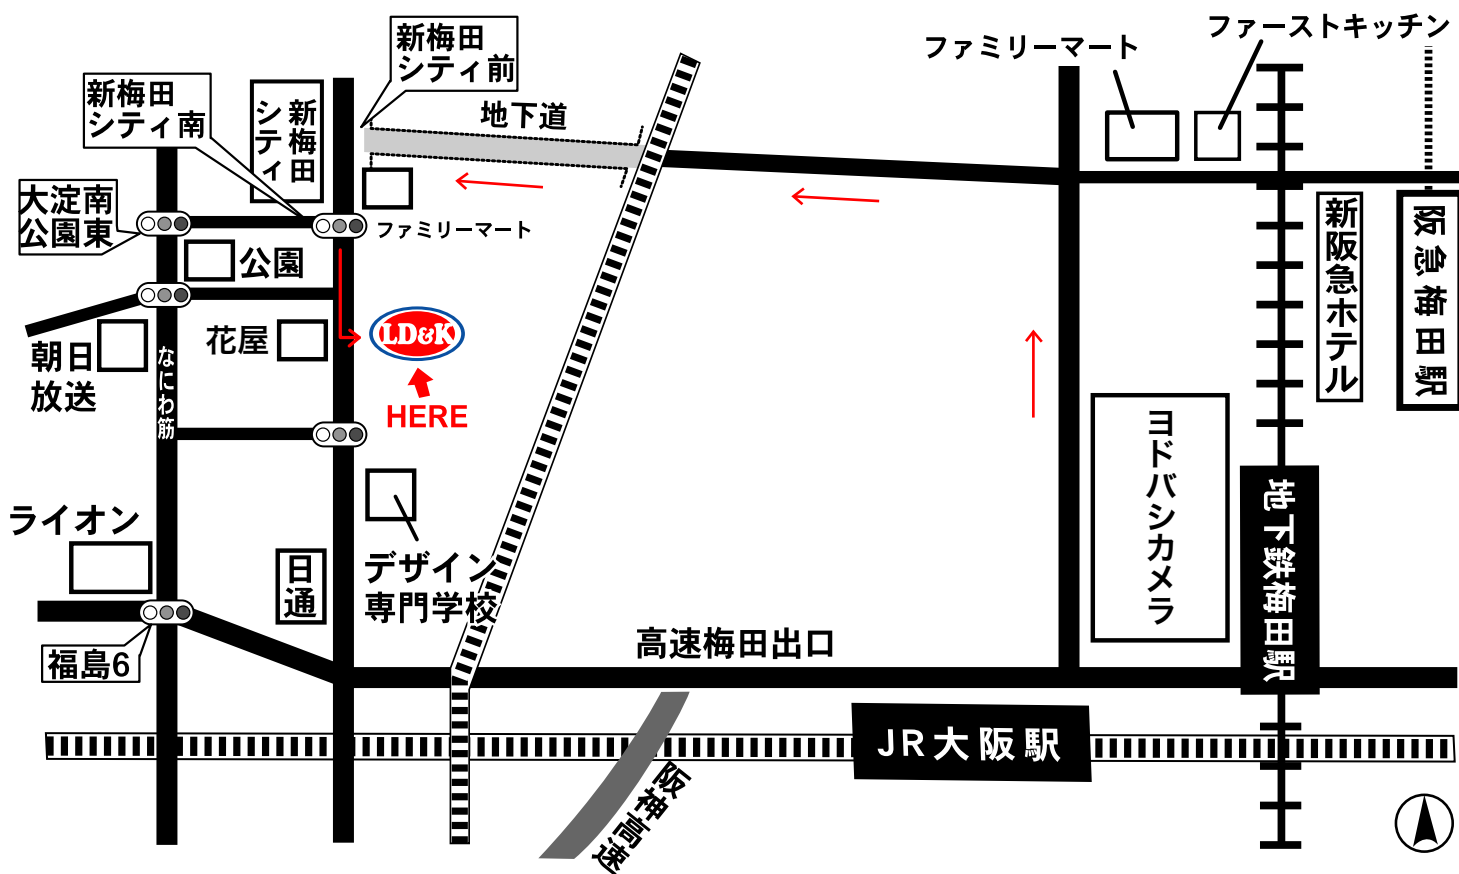 新梅田
シティ前
ファミリーマート
ファーストキッチン
新梅田
シティ南
新梅田
シティ
地下道
大淀南
公園東
ファミリーマート
公園
新阪急ホテル
阪急梅田駅
花屋
LD&K
HERE
朝日
放送
なにわ筋
ヨドバシカメラ
地下鉄梅田駅
ライオン
日通
デザイン
専門学校
福島6
高速梅田出口
JR大阪駅
阪神高速